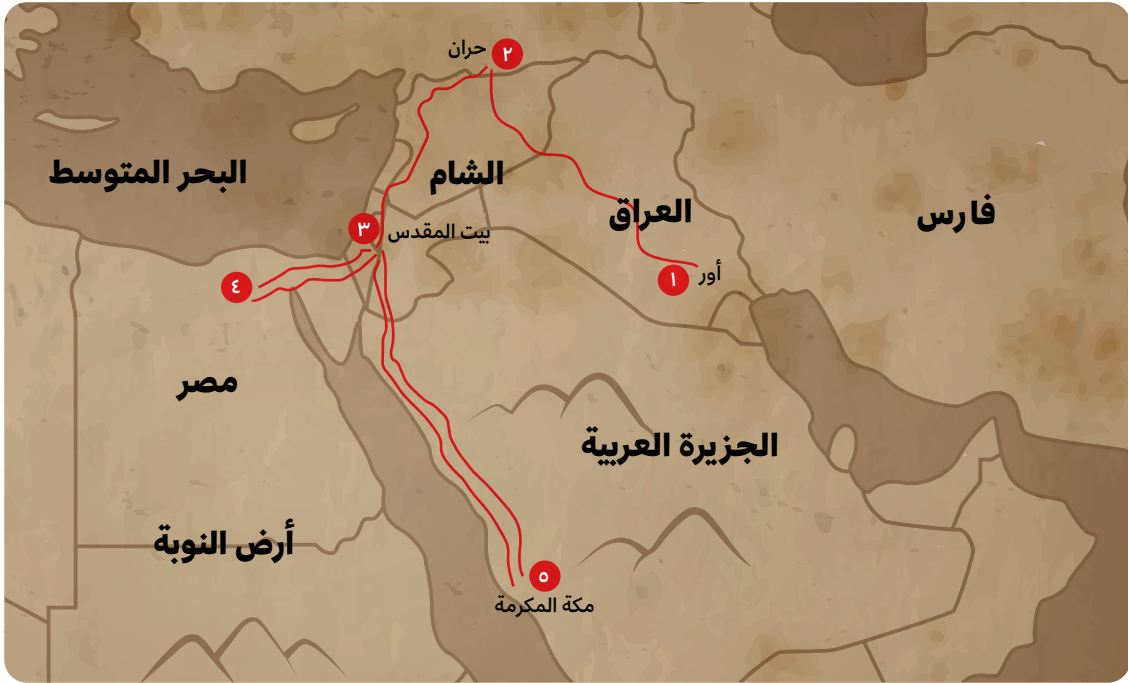 ٢
حران
البحر المتوسط
الشام
العراق
فارس
٣
بيت المقدس
أور
١
٤
مصر
الجزيرة العربية
أرض النوبة
٥
مكة المكرمة